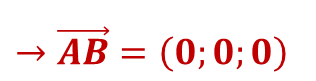 → \overrightarrow{AB} = (0; 0; 0)